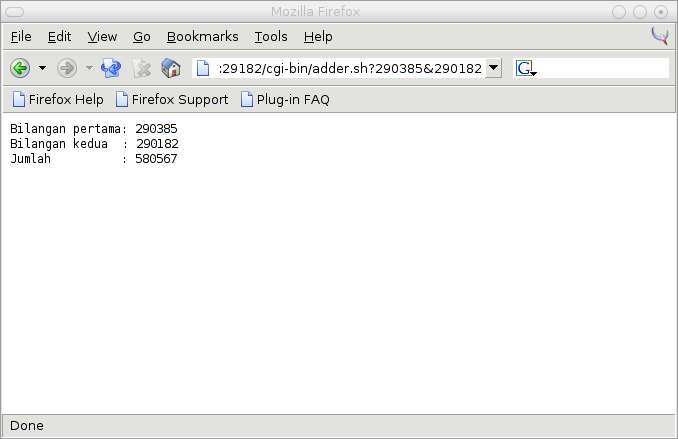 Mozilla Firefox
File Edit View Go Bookmarks Tools Help
:29182/cgi-bin/adder.sh?290385&290182
G
Firefox Help Firefox Support Plug-in FAQ
Bilangan pertama: 290385
Bilangan kedua  : 290182
Jumlah          : 580567
Done